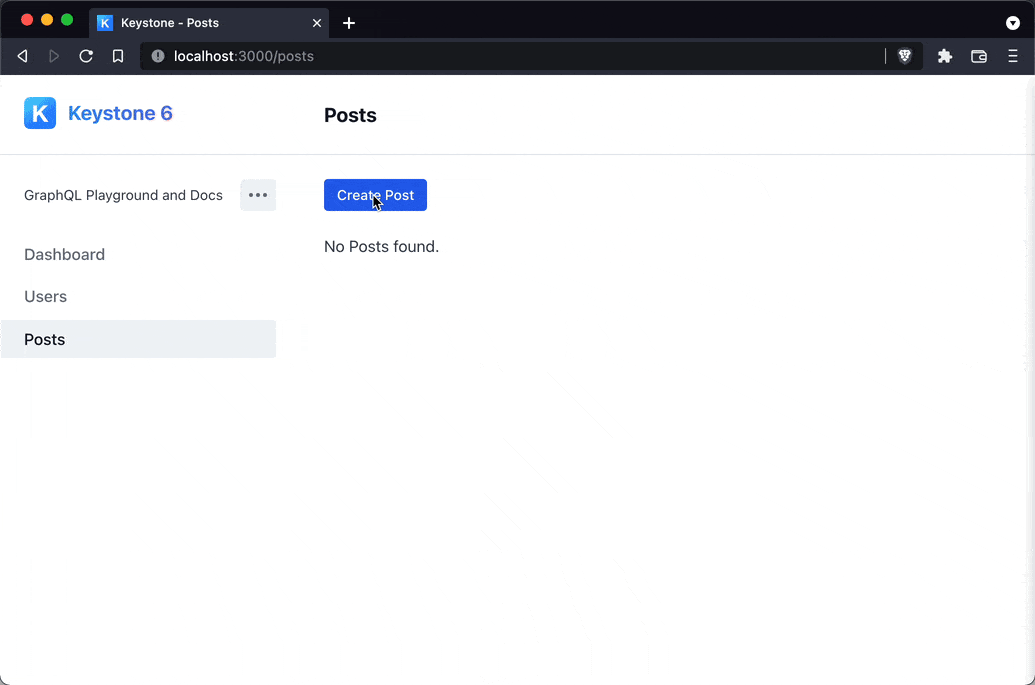 Keystone - Posts
localhost:3000/posts
K Keystone 6
Posts
GraphQL Playground and Docs
Create Post
No Posts found.
Dashboard
Users
Posts